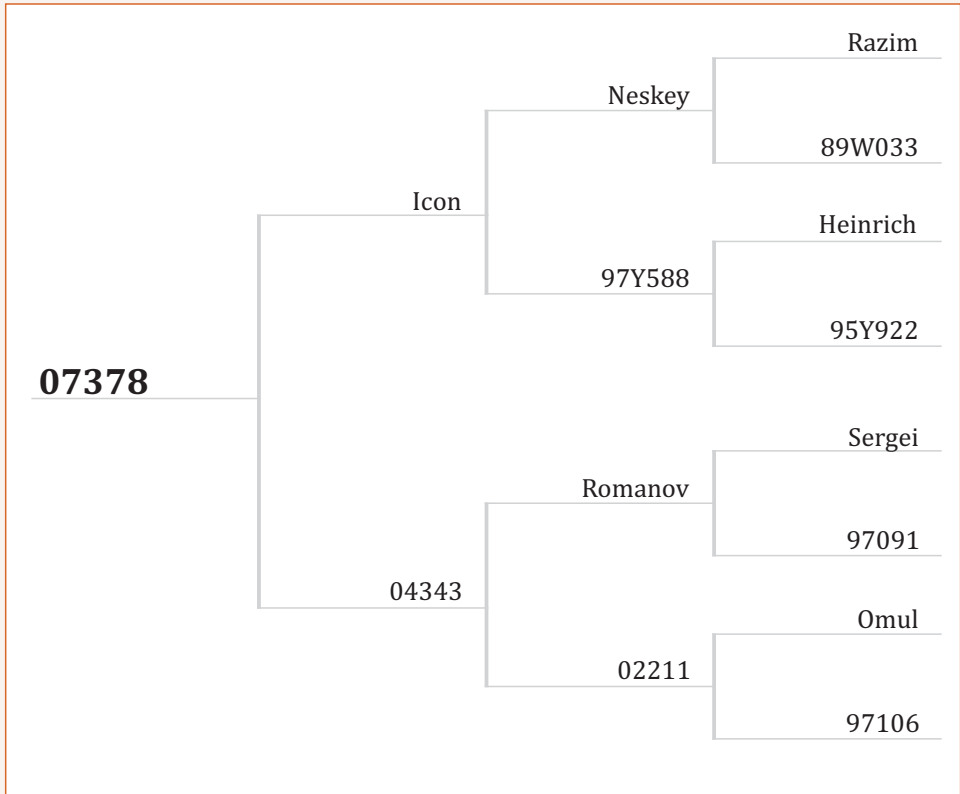 Razim
Neskey
89W033
Icon
Heinrich
97Y588
95Y922
07378
Sergei
Romanov
97091
04343
Omul
02211
97106